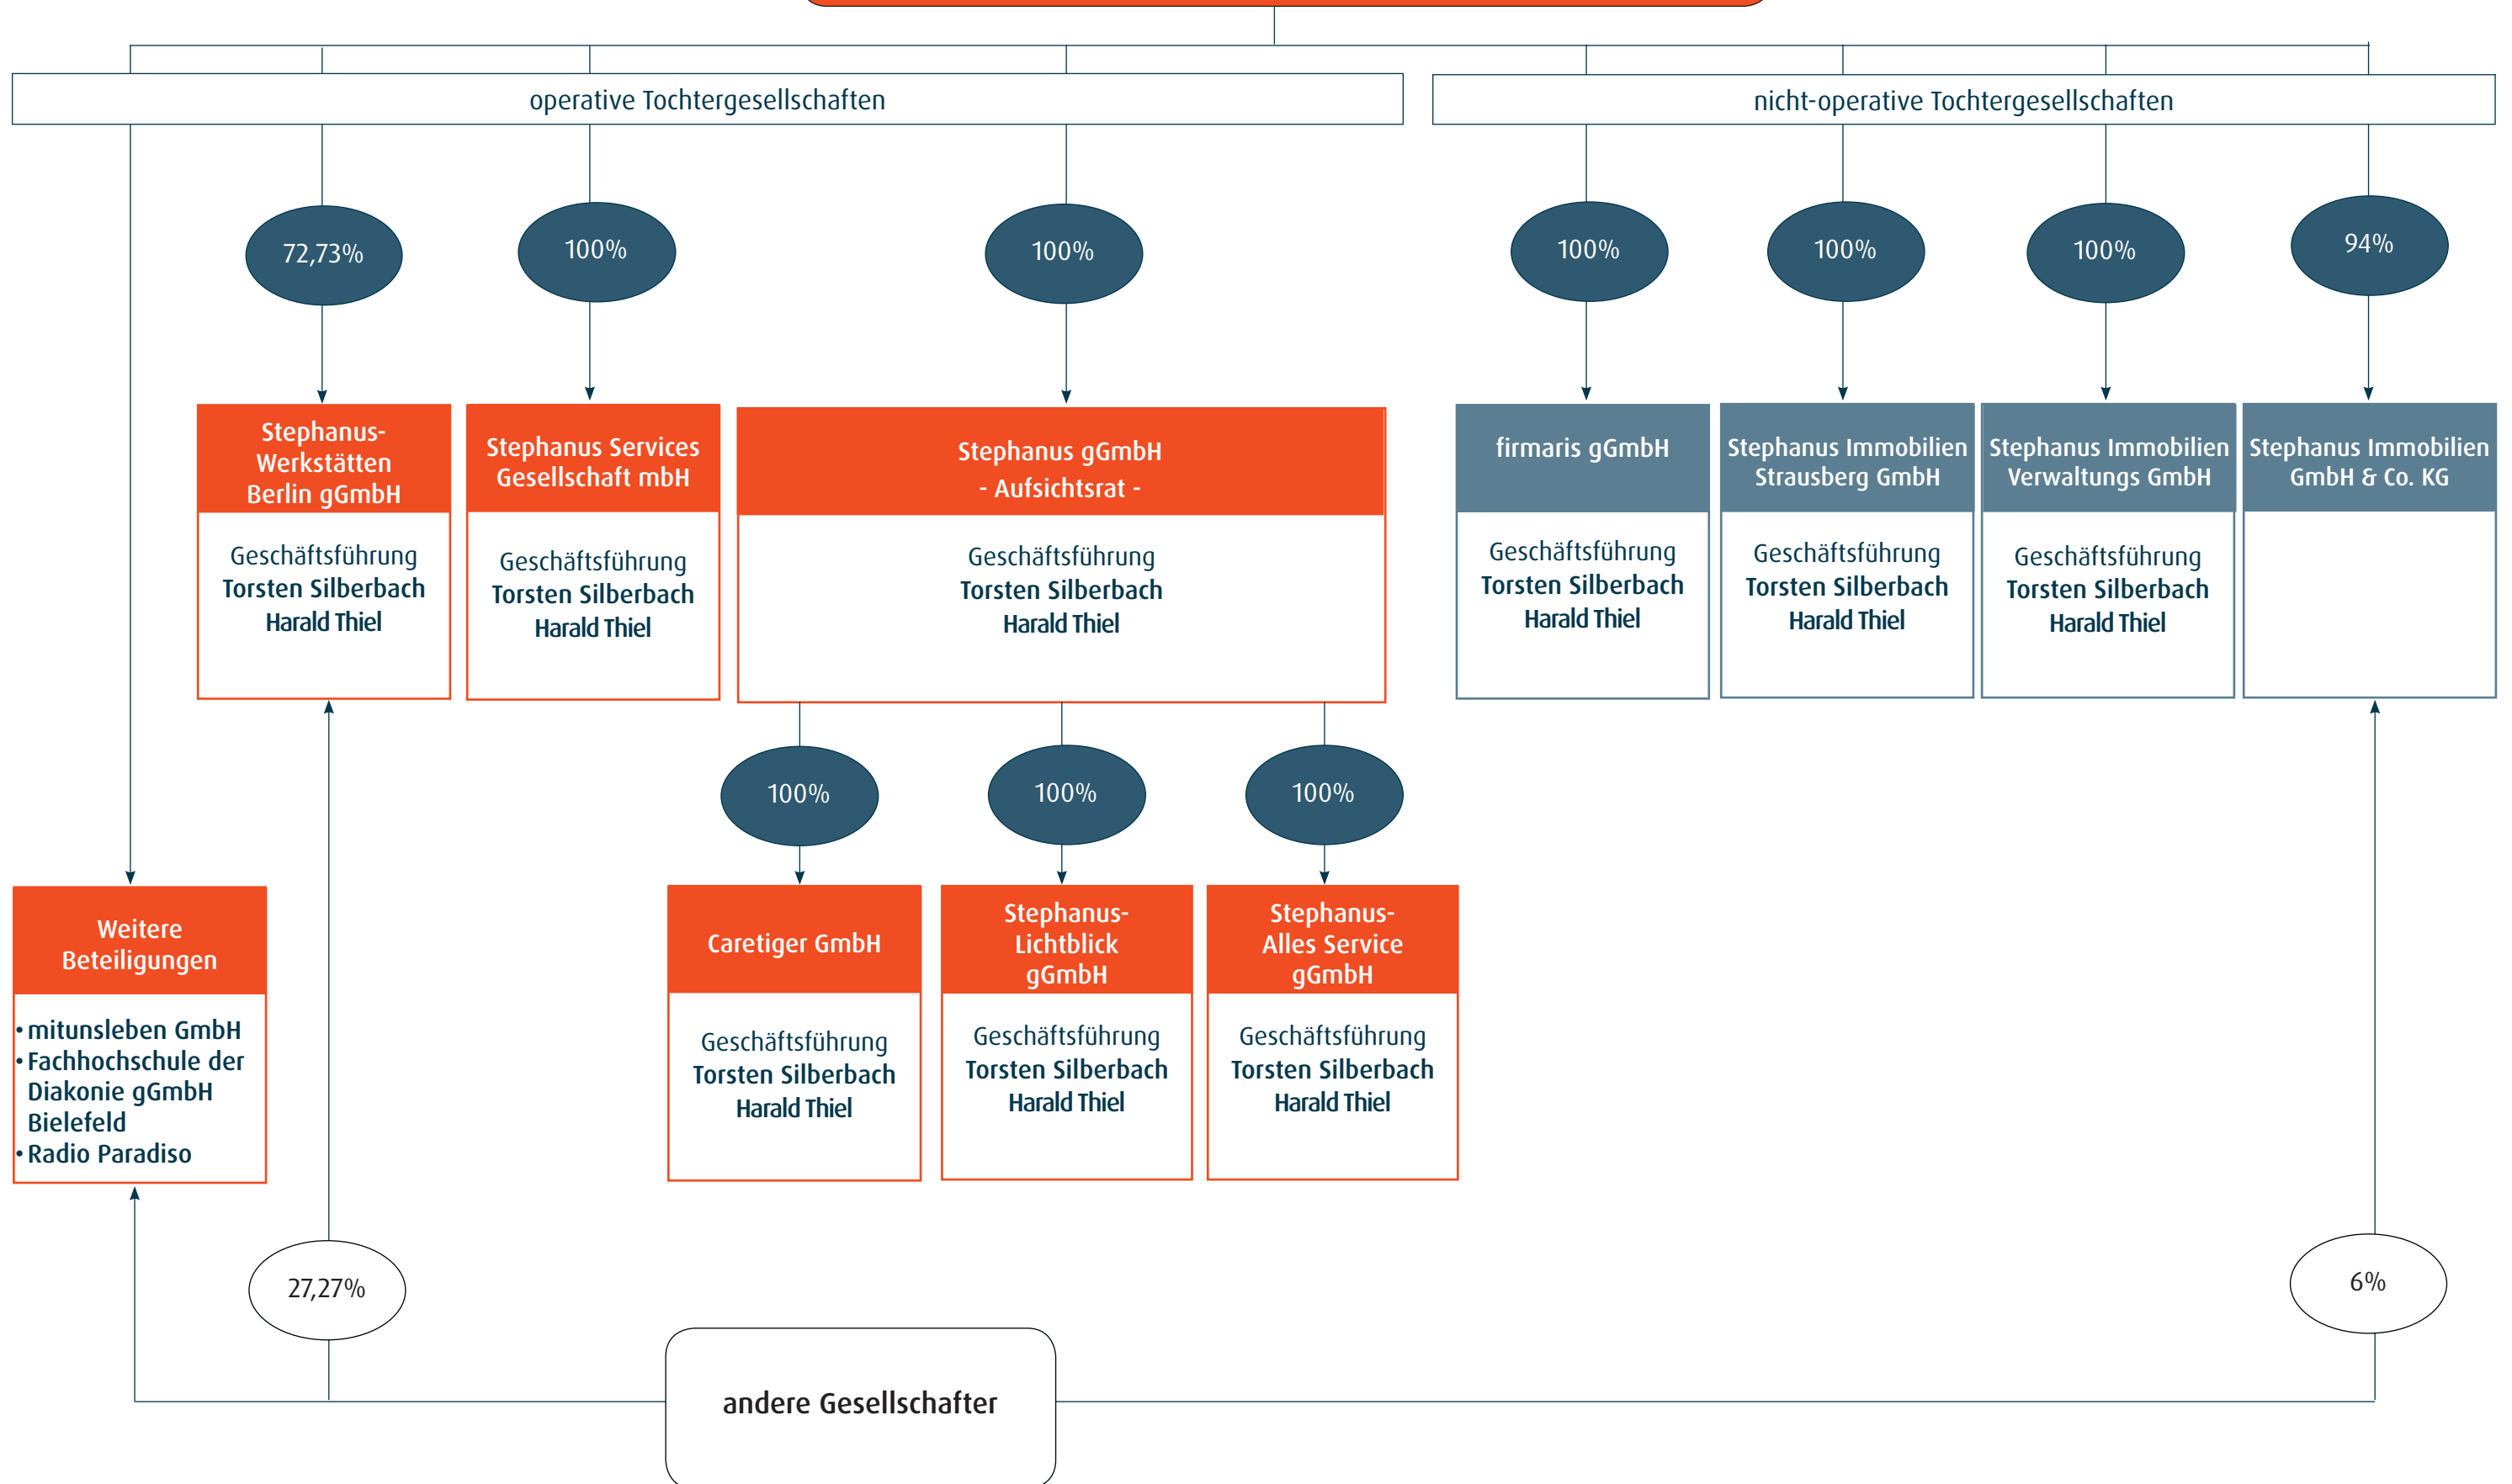 operative Tochtergesellschaften
nicht-operative Tochtergesellschaften
72,73%
100%
100%
100%
100%
100%
94%
Stephanus-
Werkstätten
Berlin gGmbH
Geschäftsführung
Torsten Silberbach
Harald Thiel
Stephanus Services
Gesellschaft mbH
Geschäftsführung
Torsten Silberbach
Harald Thiel
Stephanus gGmbH
- Aufsichtsrat -
Geschäftsführung
Torsten Silberbach
Harald Thiel
firmaris gGmbH
Geschäftsführung
Torsten Silberbach
Harald Thiel
Stephanus Immobilien
Strausberg GmbH
Geschäftsführung
Torsten Silberbach
Harald Thiel
Stephanus Immobilien
Verwaltungs GmbH
Geschäftsführung
Torsten Silberbach
Harald Thiel
Stephanus Immobilien
GmbH & Co. KG
100%
100%
100%
Weitere
Beteiligungen
• mitunsleben GmbH
• Fachhochschule der
Diakonie gGmbH
Bielefeld
• Radio Paradiso
Caretiger GmbH
Geschäftsführung
Torsten Silberbach
Harald Thiel
Stephanus-
Lichtblick
gGmbH
Geschäftsführung
Torsten Silberbach
Harald Thiel
Stephanus-
Alles Service
gGmbH
Geschäftsführung
Torsten Silberbach
Harald Thiel
27,27%
6%
andere Gesellschafter